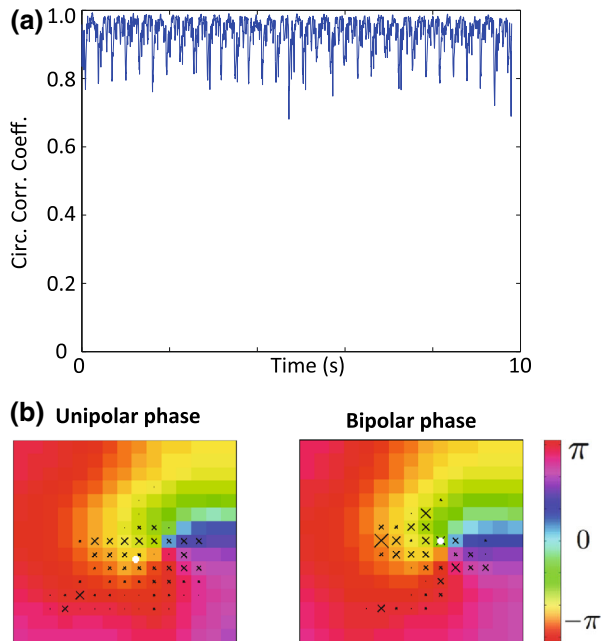 (a)
1.0
0.8
0.6
0.4
0.2
0
Circ. Corr. Coeff.
0 Time (s) 10
(b) Unipolar phase Bipolar phase
π
0
−π